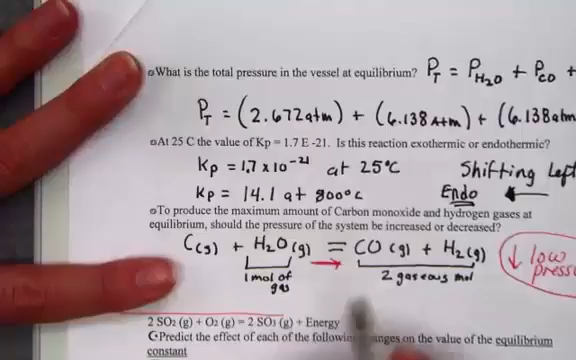 What is the total pressure in the vessel at equilibrium? P_T = P_H₂O + P_CO +
P_T = (2.672 atm) + (6.138 Atm) + (6.138 atm
At 25 C the value of Kp = 1.7 E -21. Is this reaction exothermic or endothermic?
Kp = 1.7 x 10⁻²¹ at 25°C Shifting Left
Kp = 14.1 at 800°C Endo ←
To produce the maximum amount of Carbon monoxide and hydrogen gases at
equilibrium, should the pressure of the system be increased or decreased?
C(g) + H₂O(g) = CO(g) + H₂(g) ↓ low
→ press
1 mol of 2 gaseous mol
gas
2 SO₂ (g) + O₂ (g) = 2 SO₃ (g) + Energy
Predict the effect of each of the following changes on the value of the equilibrium
constant